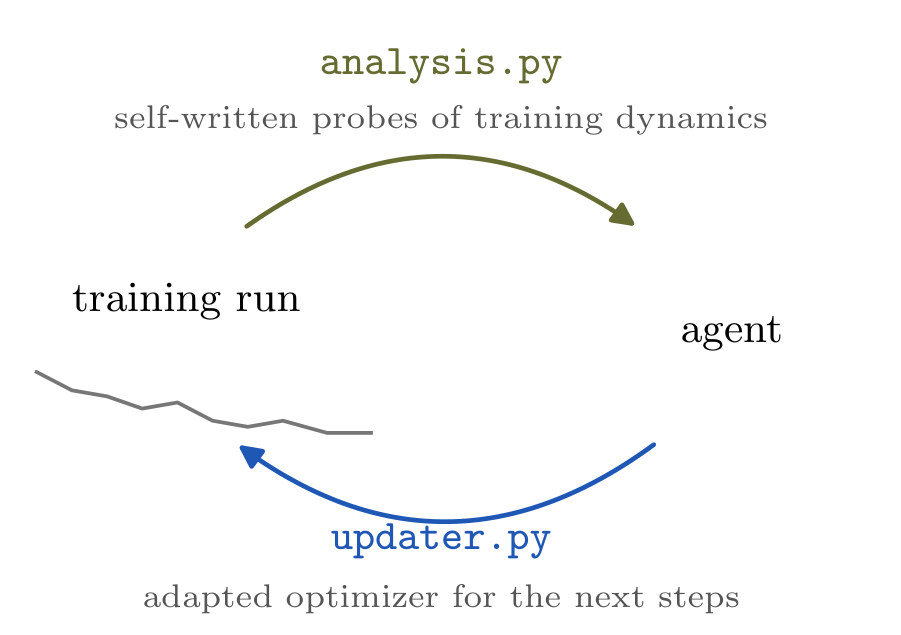 analysis.py
self-written probes of training dynamics
training run
agent
updater.py
adapted optimizer for the next steps